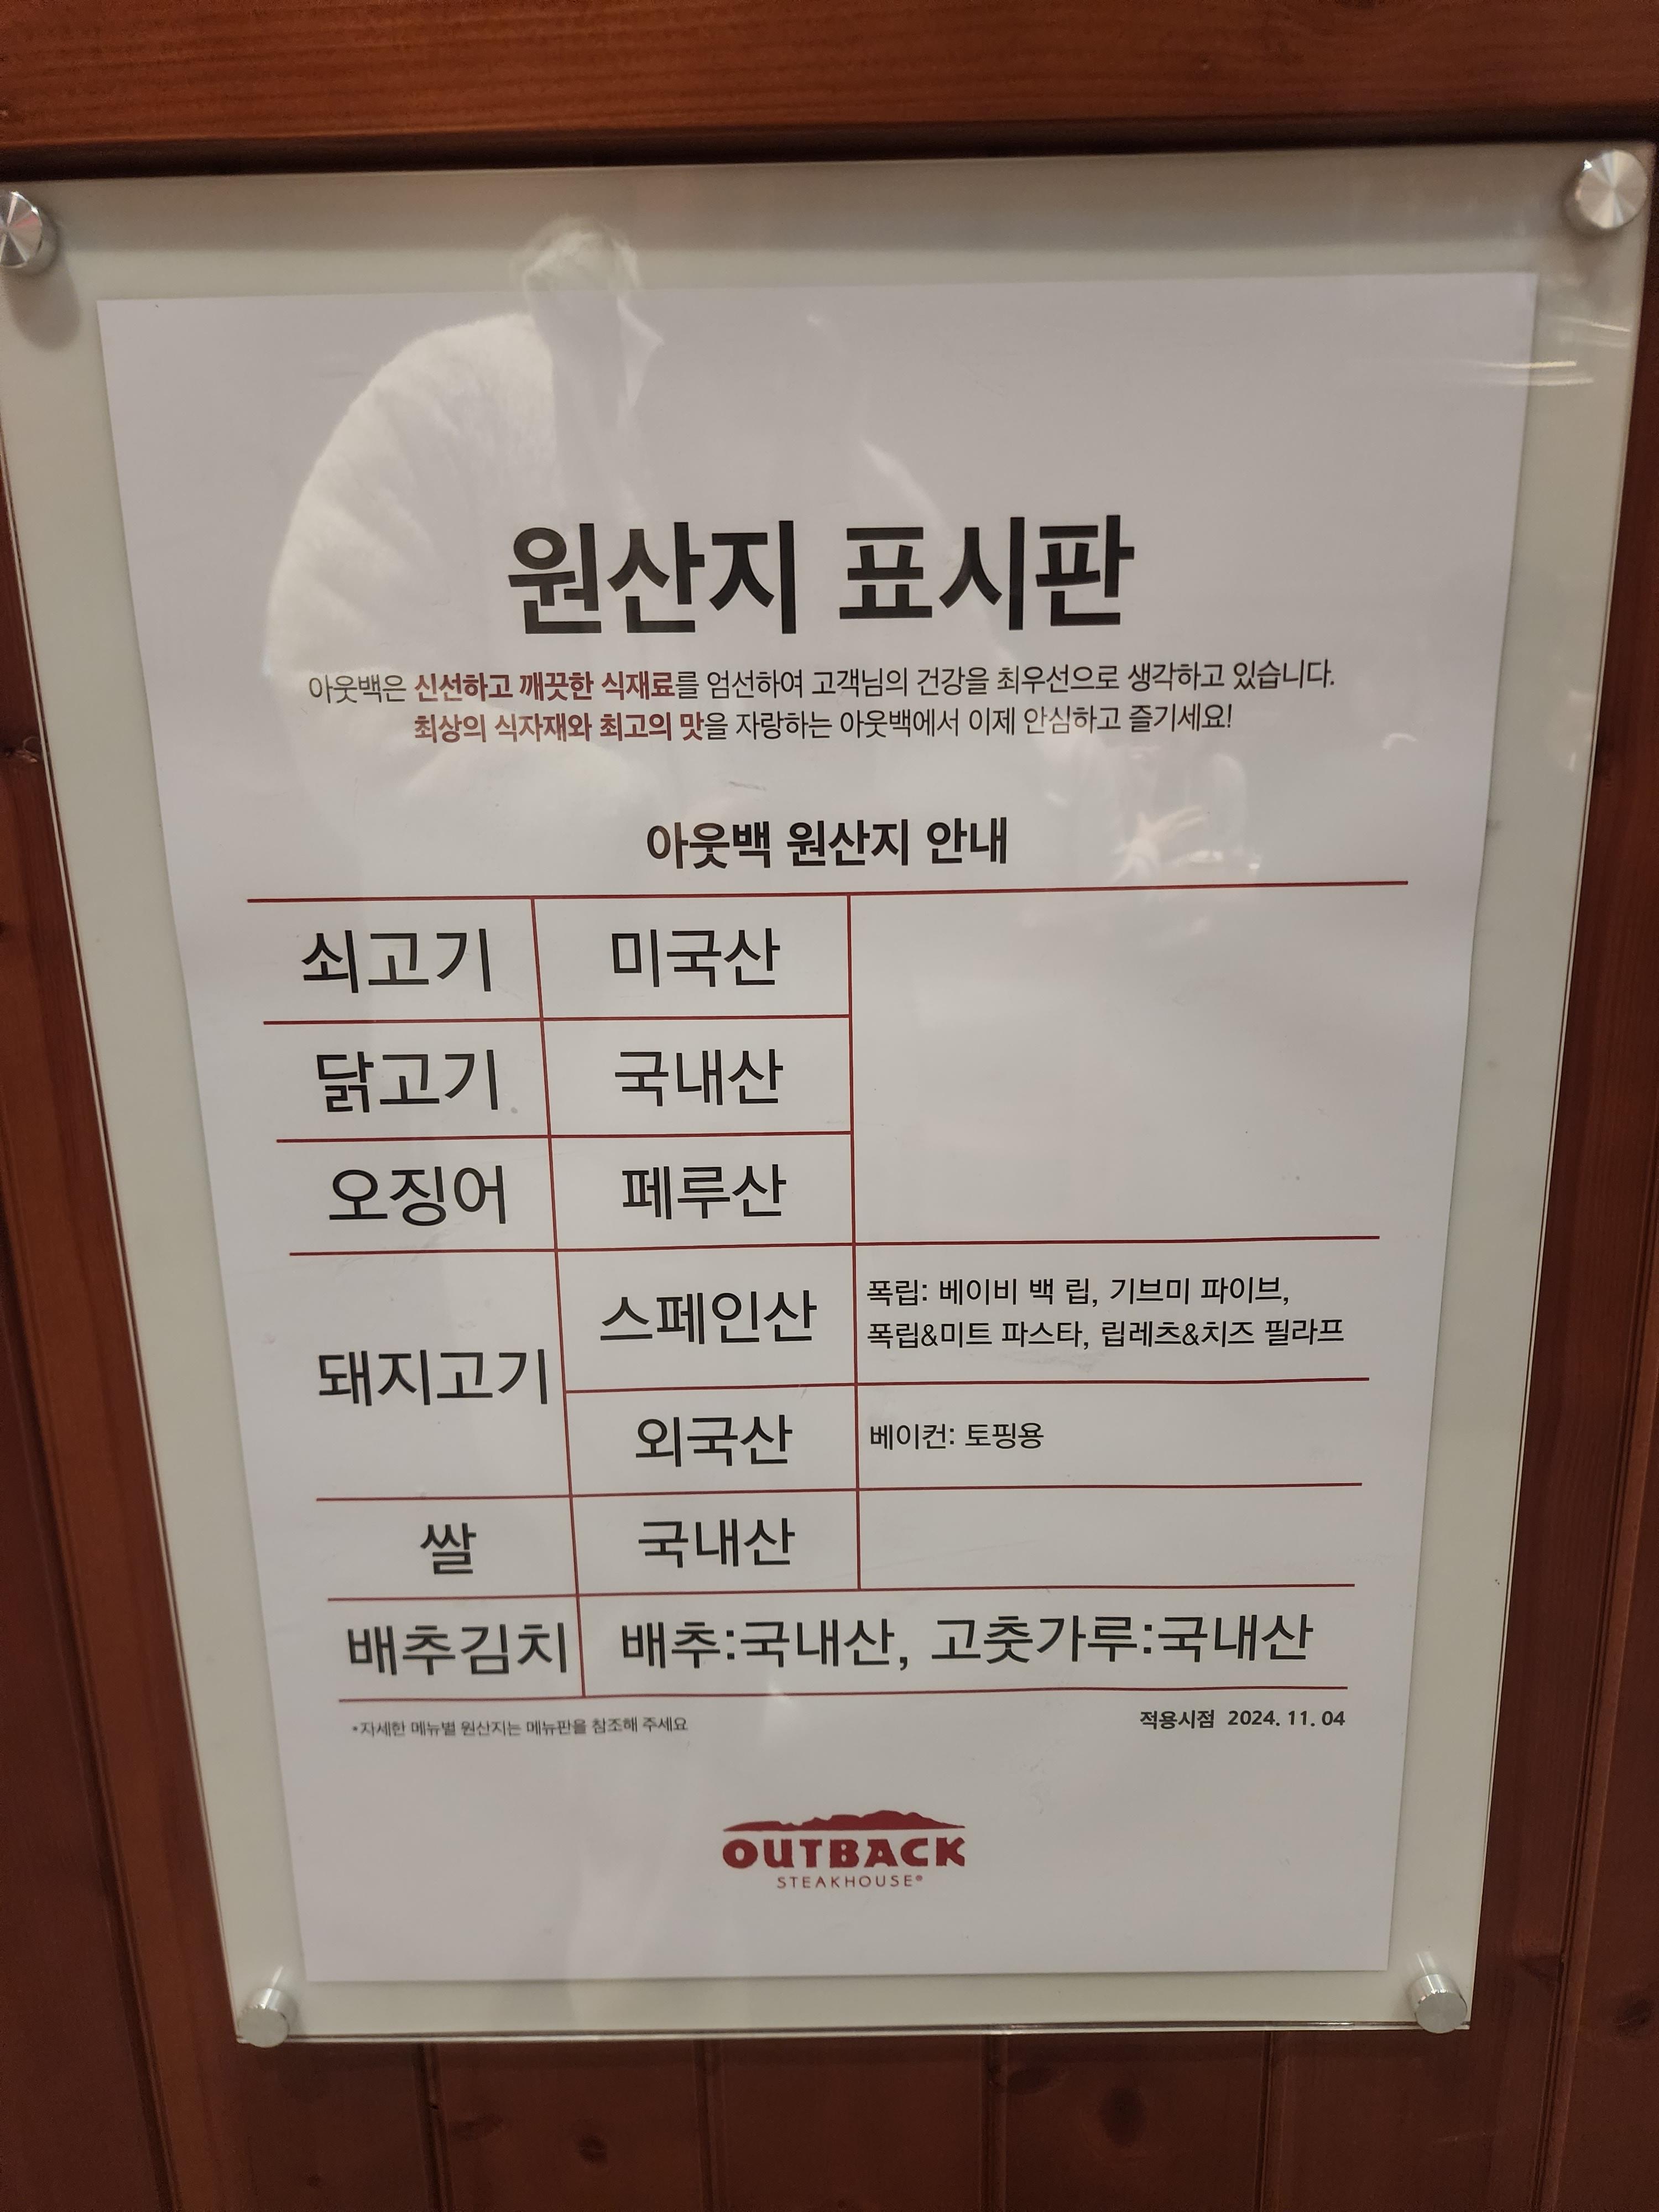 원산지 표시판
아웃백은 신선하고 깨끗한 식재료를 엄선하여 고객님의 건강을 최우선으로 생각하고 있습니다.
최상의 식자재와 최고의 맛을 자랑하는 아웃백에서 이제 안심하고 즐기세요!
아웃백 원산지 안내
쇠고기 미국산
닭고기 국내산
오징어 페루산
돼지고기 스페인산 폭립: 베이비 백 립, 기브미 파이브,
폭립&미트 파스타, 립레츠&치즈 필라프
외국산 베이컨: 토핑용
쌀 국내산
배추김치 배추:국내산, 고춧가루:국내산
*자세한 메뉴별 원산지는 메뉴판을 참조해 주세요 적용시점 2024. 11. 04
OUTBACK
STEAKHOUSE®